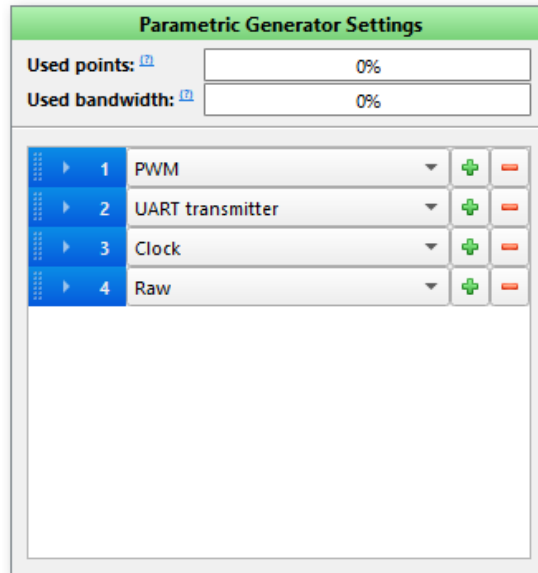 Parametric Generator Settings
Used points: (?) 0%
Used bandwidth: (?) 0%
1 PWM
2 UART transmitter
3 Clock
4 Raw